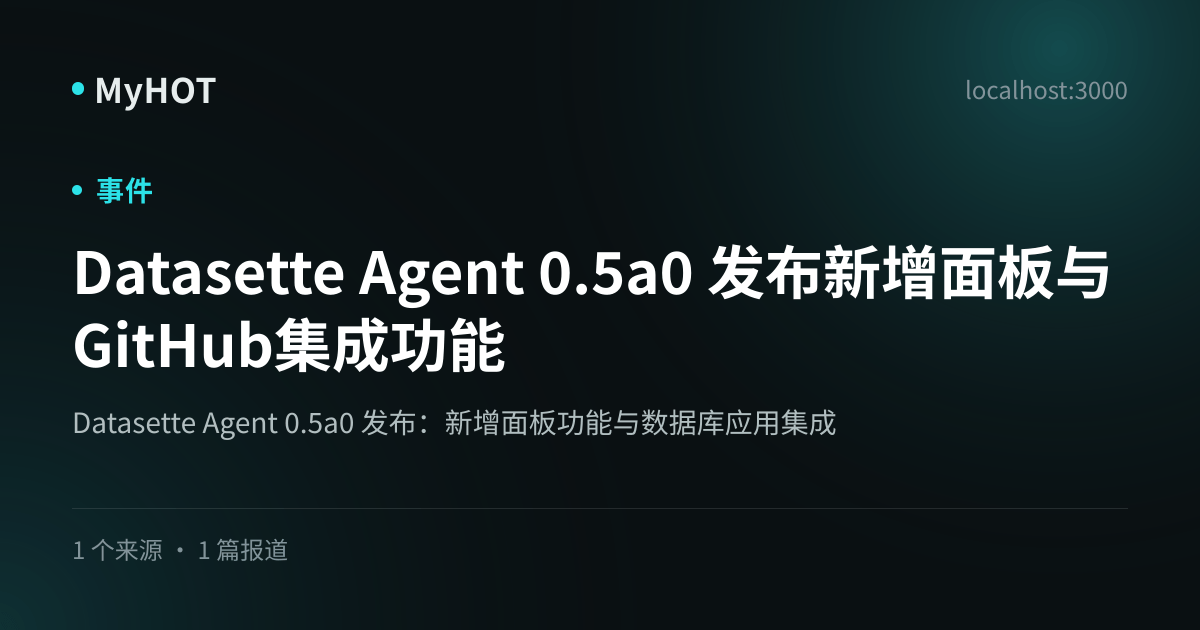 MyHOT
localhost:3000
事件
Datasette Agent 0.5a0 发布新增面板与
GitHub集成功能
Datasette Agent 0.5a0 发布：新增面板功能与数据库应用集成
1 个来源 · 1 篇报道